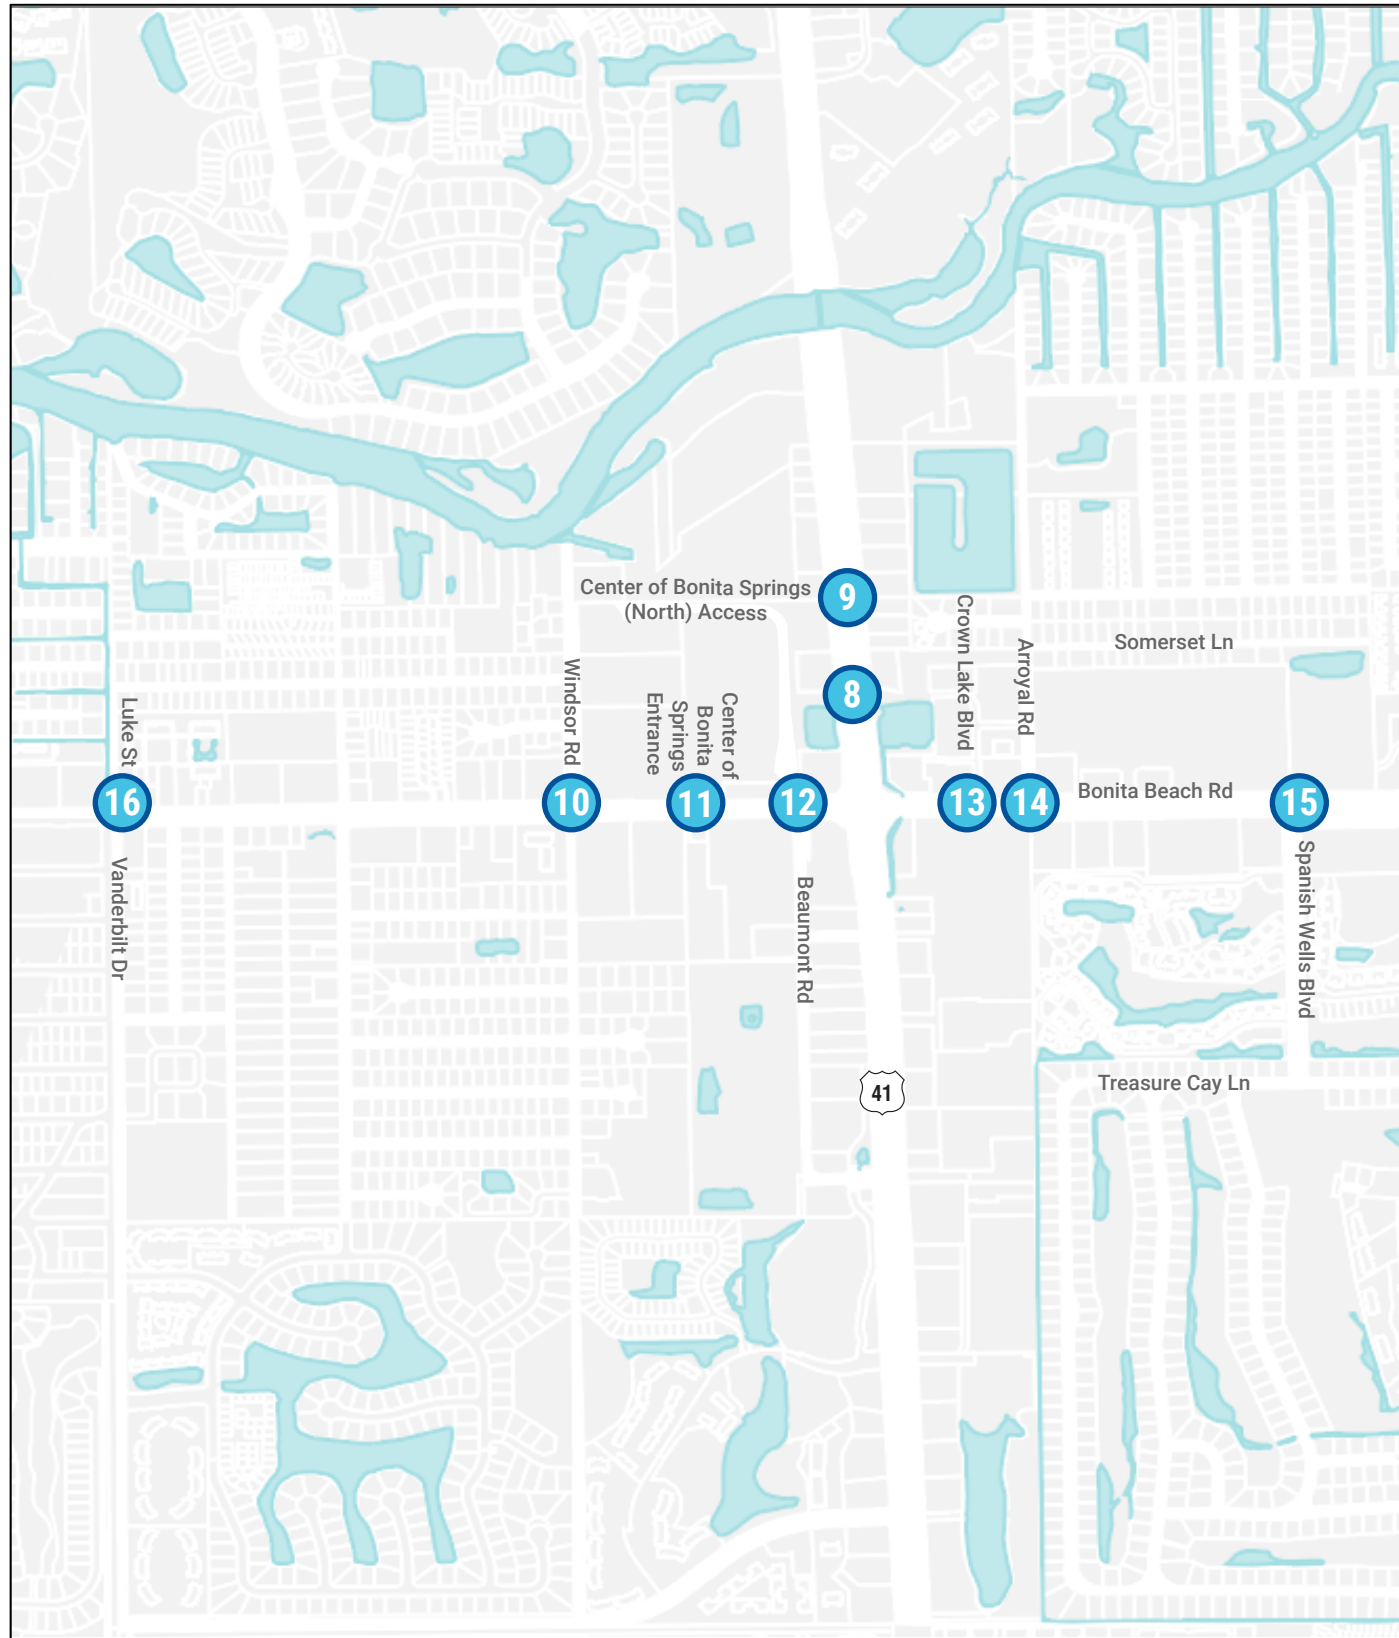 Center of Bonita Springs
(North) Access
9
8
Crown Lake Blvd
Arroyal Rd
Somerset Ln
Windsor Rd
Center of
Bonita
Springs
Entrance
Luke St
16
10
11
12
13
14
Bonita Beach Rd
15
Vanderbilt Dr
Beaumont Rd
Spanish Wells Blvd
41
Treasure Cay Ln